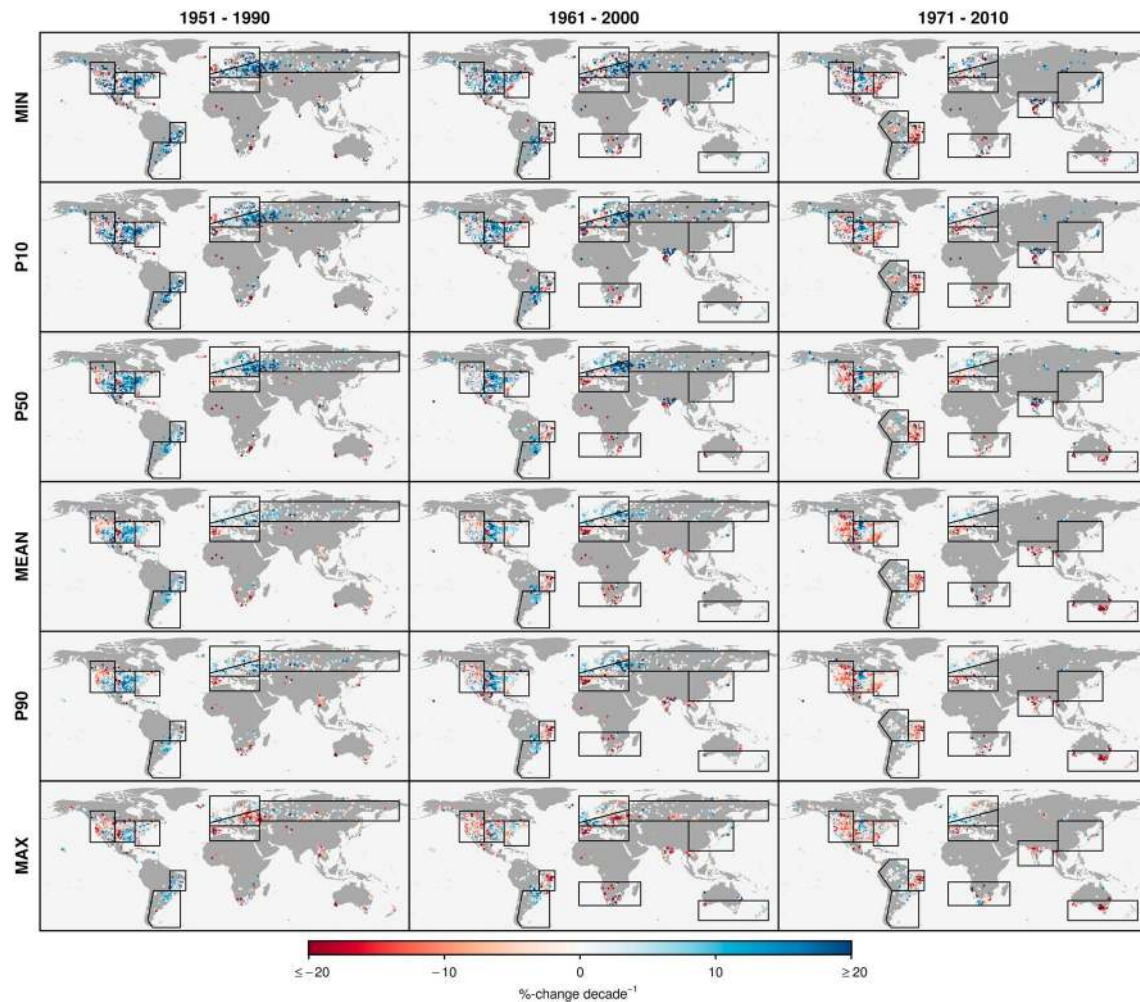 1951 - 1990
1961 - 2000
1971 - 2010
MIN
P10
P50
MEAN
P90
MAX
≤−20
−10
0
10
≥20
%-change decade⁻¹